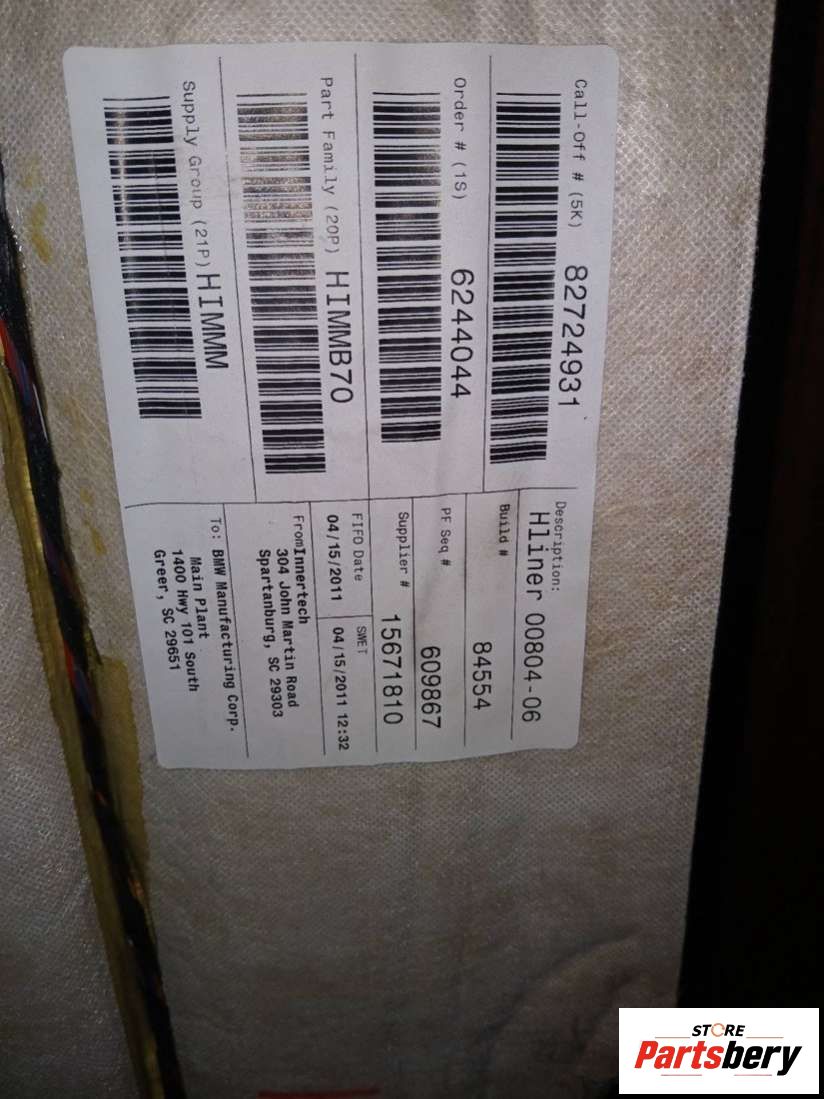 Call-Off # (5K) 82724931
Order # (1S) 6244044
Part Family (20P) HIMMB70
Supply Group (21P) HIMMM
Description:
Hliner 00804-06
Build #
84554
PF Seq #
609867
Supplier #
15671810
FIFO Date
04/15/2011
SWET
04/15/2011 12:32
FromInnertech
304 John Martin Road
Spartanburg, SC 29303
To: BMW Manufacturing Corp.
Main Plant
1400 Hwy 101 South
Greer, SC 29651
STORE
Partsbery